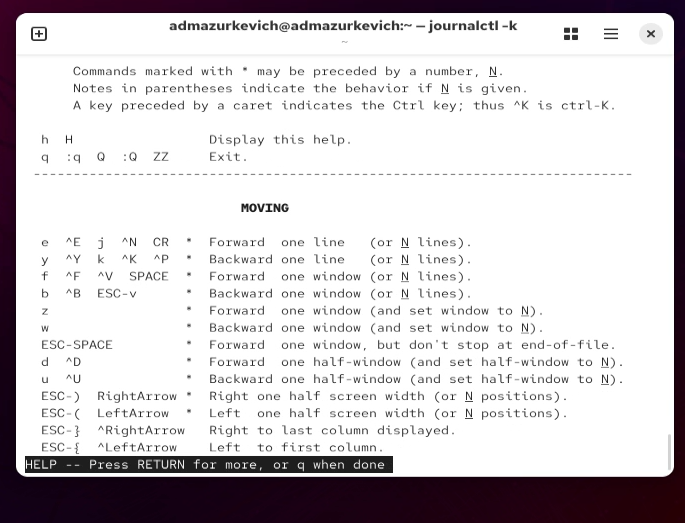 admazurkevich@admazurkevich:~ — journalctl -k
~
Commands marked with * may be preceded by a number, N.
Notes in parentheses indicate the behavior if N is given.
A key preceded by a caret indicates the Ctrl key; thus ^K is ctrl-K.
h  H                 Display this help.
q  :q  Q  :Q  ZZ     Exit.
---------------------------------------------------------------------------
MOVING
e  ^E  j  ^N  CR  *  Forward  one line   (or N lines).
y  ^Y  k  ^K  ^P  *  Backward one line   (or N lines).
f  ^F  ^V  SPACE  *  Forward  one window (or N lines).
b  ^B  ESC-v      *  Backward one window (or N lines).
z                 *  Forward  one window (and set window to N).
w                 *  Backward one window (and set window to N).
ESC-SPACE         *  Forward  one window, but don't stop at end-of-file.
d  ^D             *  Forward  one half-window (and set half-window to N).
u  ^U             *  Backward one half-window (and set half-window to N).
ESC-)  RightArrow *  Right one half screen width (or N positions).
ESC-(  LeftArrow  *  Left  one half screen width (or N positions).
ESC-}  ^RightArrow   Right to last column displayed.
ESC-{  ^LeftArrow    Left  to first column.
HELP -- Press RETURN for more, or q when done